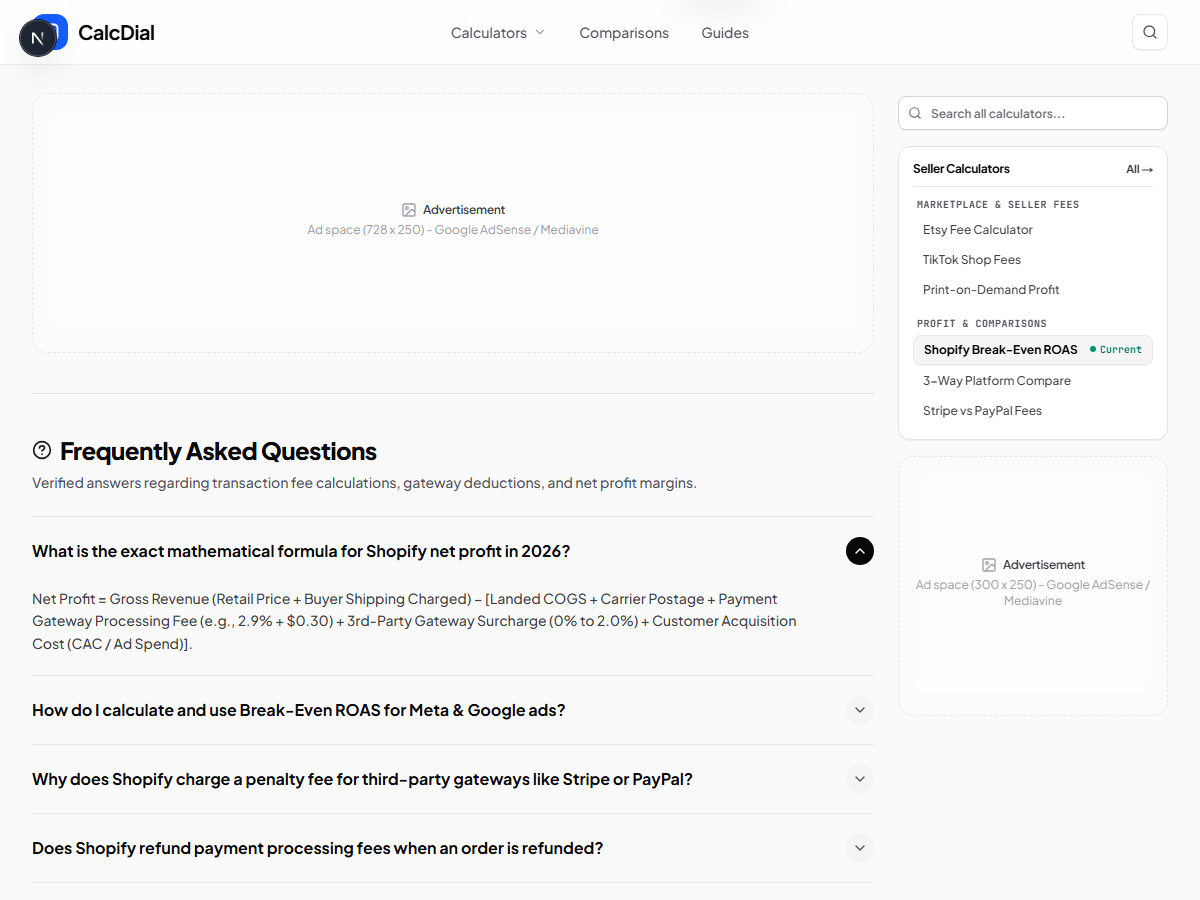 N
CalcDial
Calculators
Comparisons
Guides
Advertisement
Ad space (728 x 250) - Google AdSense / Mediavine
Frequently Asked Questions
Verified answers regarding transaction fee calculations, gateway deductions, and net profit margins.
What is the exact mathematical formula for Shopify net profit in 2026?
Net Profit = Gross Revenue (Retail Price + Buyer Shipping Charged) − [Landed COGS + Carrier Postage + Payment
Gateway Processing Fee (e.g., 2.9% + $0.30) + 3rd-Party Gateway Surcharge (0% to 2.0%) + Customer Acquisition
Cost (CAC / Ad Spend)].
How do I calculate and use Break-Even ROAS for Meta & Google ads?
Why does Shopify charge a penalty fee for third-party gateways like Stripe or PayPal?
Does Shopify refund payment processing fees when an order is refunded?
Search all calculators...
Seller Calculators
All →
MARKETPLACE & SELLER FEES
Etsy Fee Calculator
TikTok Shop Fees
Print-on-Demand Profit
PROFIT & COMPARISONS
Shopify Break-Even ROAS
Current
3-Way Platform Compare
Stripe vs PayPal Fees
Advertisement
Ad space (300 x 250) - Google AdSense /
Mediavine